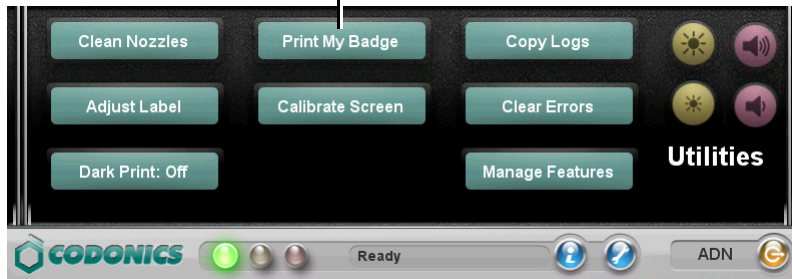 Clean Nozzles Print My Badge Copy Logs
Adjust Label Calibrate Screen Clear Errors
Utilities
Dark Print: Off Manage Features
CODONICS Ready ADN